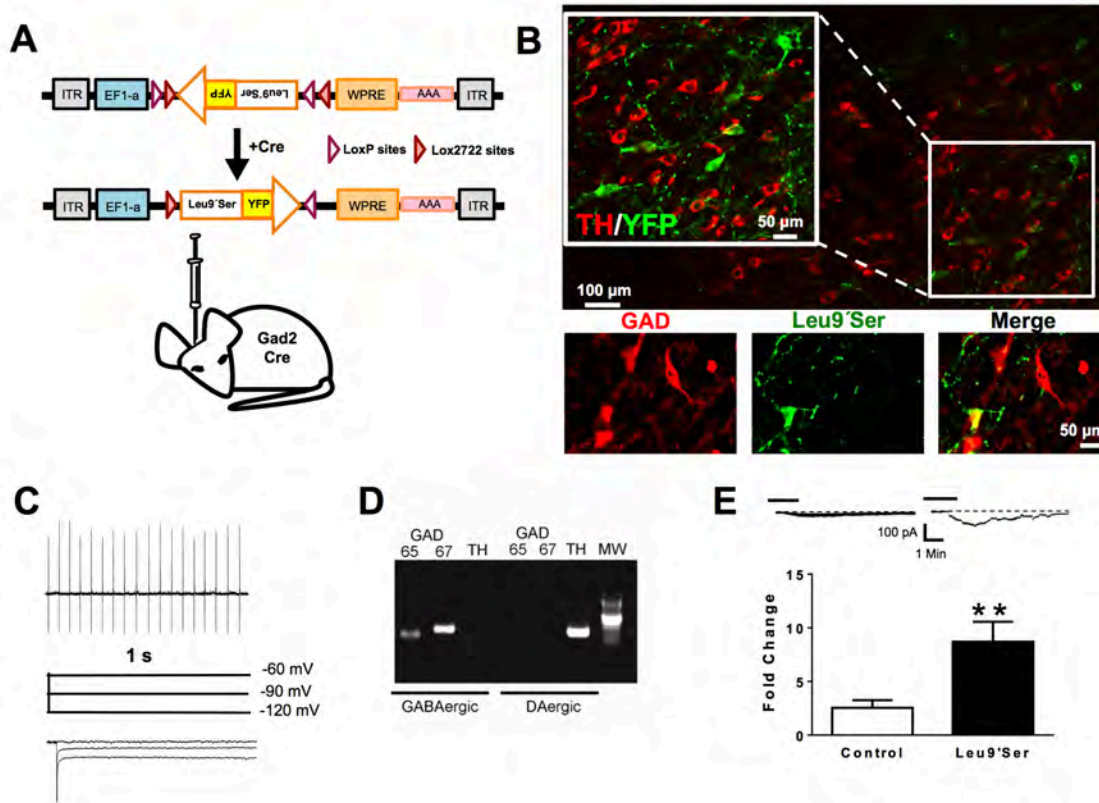 A
ITR EF1-a YFP Leu9´Ser WPRE AAA ITR
+Cre LoxP sites Lox2722 sites
ITR EF1-a Leu9´Ser YFP WPRE AAA ITR
Gad2
Cre
B
TH/YFP 50 µm
100 µm
GAD Leu9´Ser Merge
50 µm
C
1 s
-60 mV
-90 mV
-120 mV
D
GAD GAD
65 67 TH 65 67 TH MW
GABAergic DAergic
E
100 pA
1 Min
Fold Change
15
10
5
0
**
Control Leu9'Ser